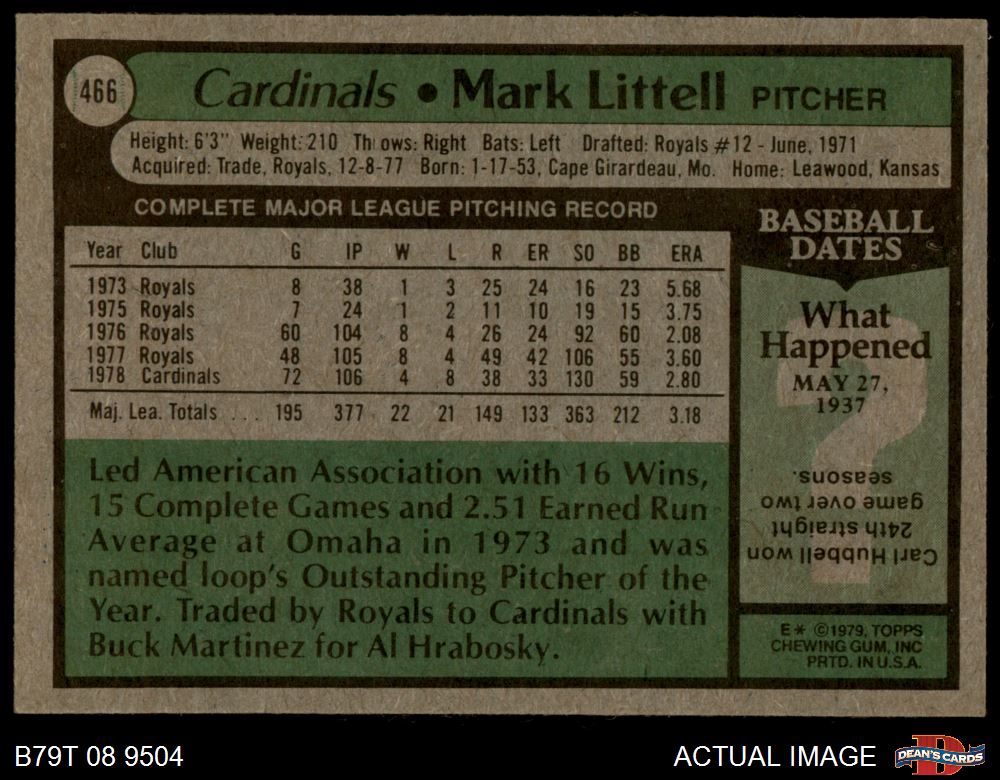 466
Cardinals • Mark Littell PITCHER
Height: 6'3" Weight: 210 Throws: Right Bats: Left Drafted: Royals #12 - June, 1971
Acquired: Trade, Royals, 12-8-77 Born: 1-17-53, Cape Girardeau, Mo. Home: Leawood, Kansas
COMPLETE MAJOR LEAGUE PITCHING RECORD
Year Club G IP W L R ER SO BB ERA
1973 Royals 8 38 1 3 25 24 16 23 5.68
1975 Royals 7 24 1 2 11 10 19 15 3.75
1976 Royals 60 104 8 4 26 24 92 60 2.08
1977 Royals 48 105 8 4 49 42 106 55 3.60
1978 Cardinals 72 106 4 8 38 33 130 59 2.80
Maj. Lea. Totals . . . 195 377 22 21 149 133 363 212 3.18
Led American Association with 16 Wins,
15 Complete Games and 2.51 Earned Run
Average at Omaha in 1973 and was
named loop's Outstanding Pitcher of the
Year. Traded by Royals to Cardinals with
Buck Martinez for Al Hrabosky.
BASEBALL
DATES
What
Happened
MAY 27,
1937
?
Carl Hubbell won
24th straight
game over two
seasons.
E* ©1979, TOPPS
CHEWING GUM, INC
PRTD. IN U.S.A.
B79T 08 9504
ACTUAL IMAGE
D
DEAN'S CARDS